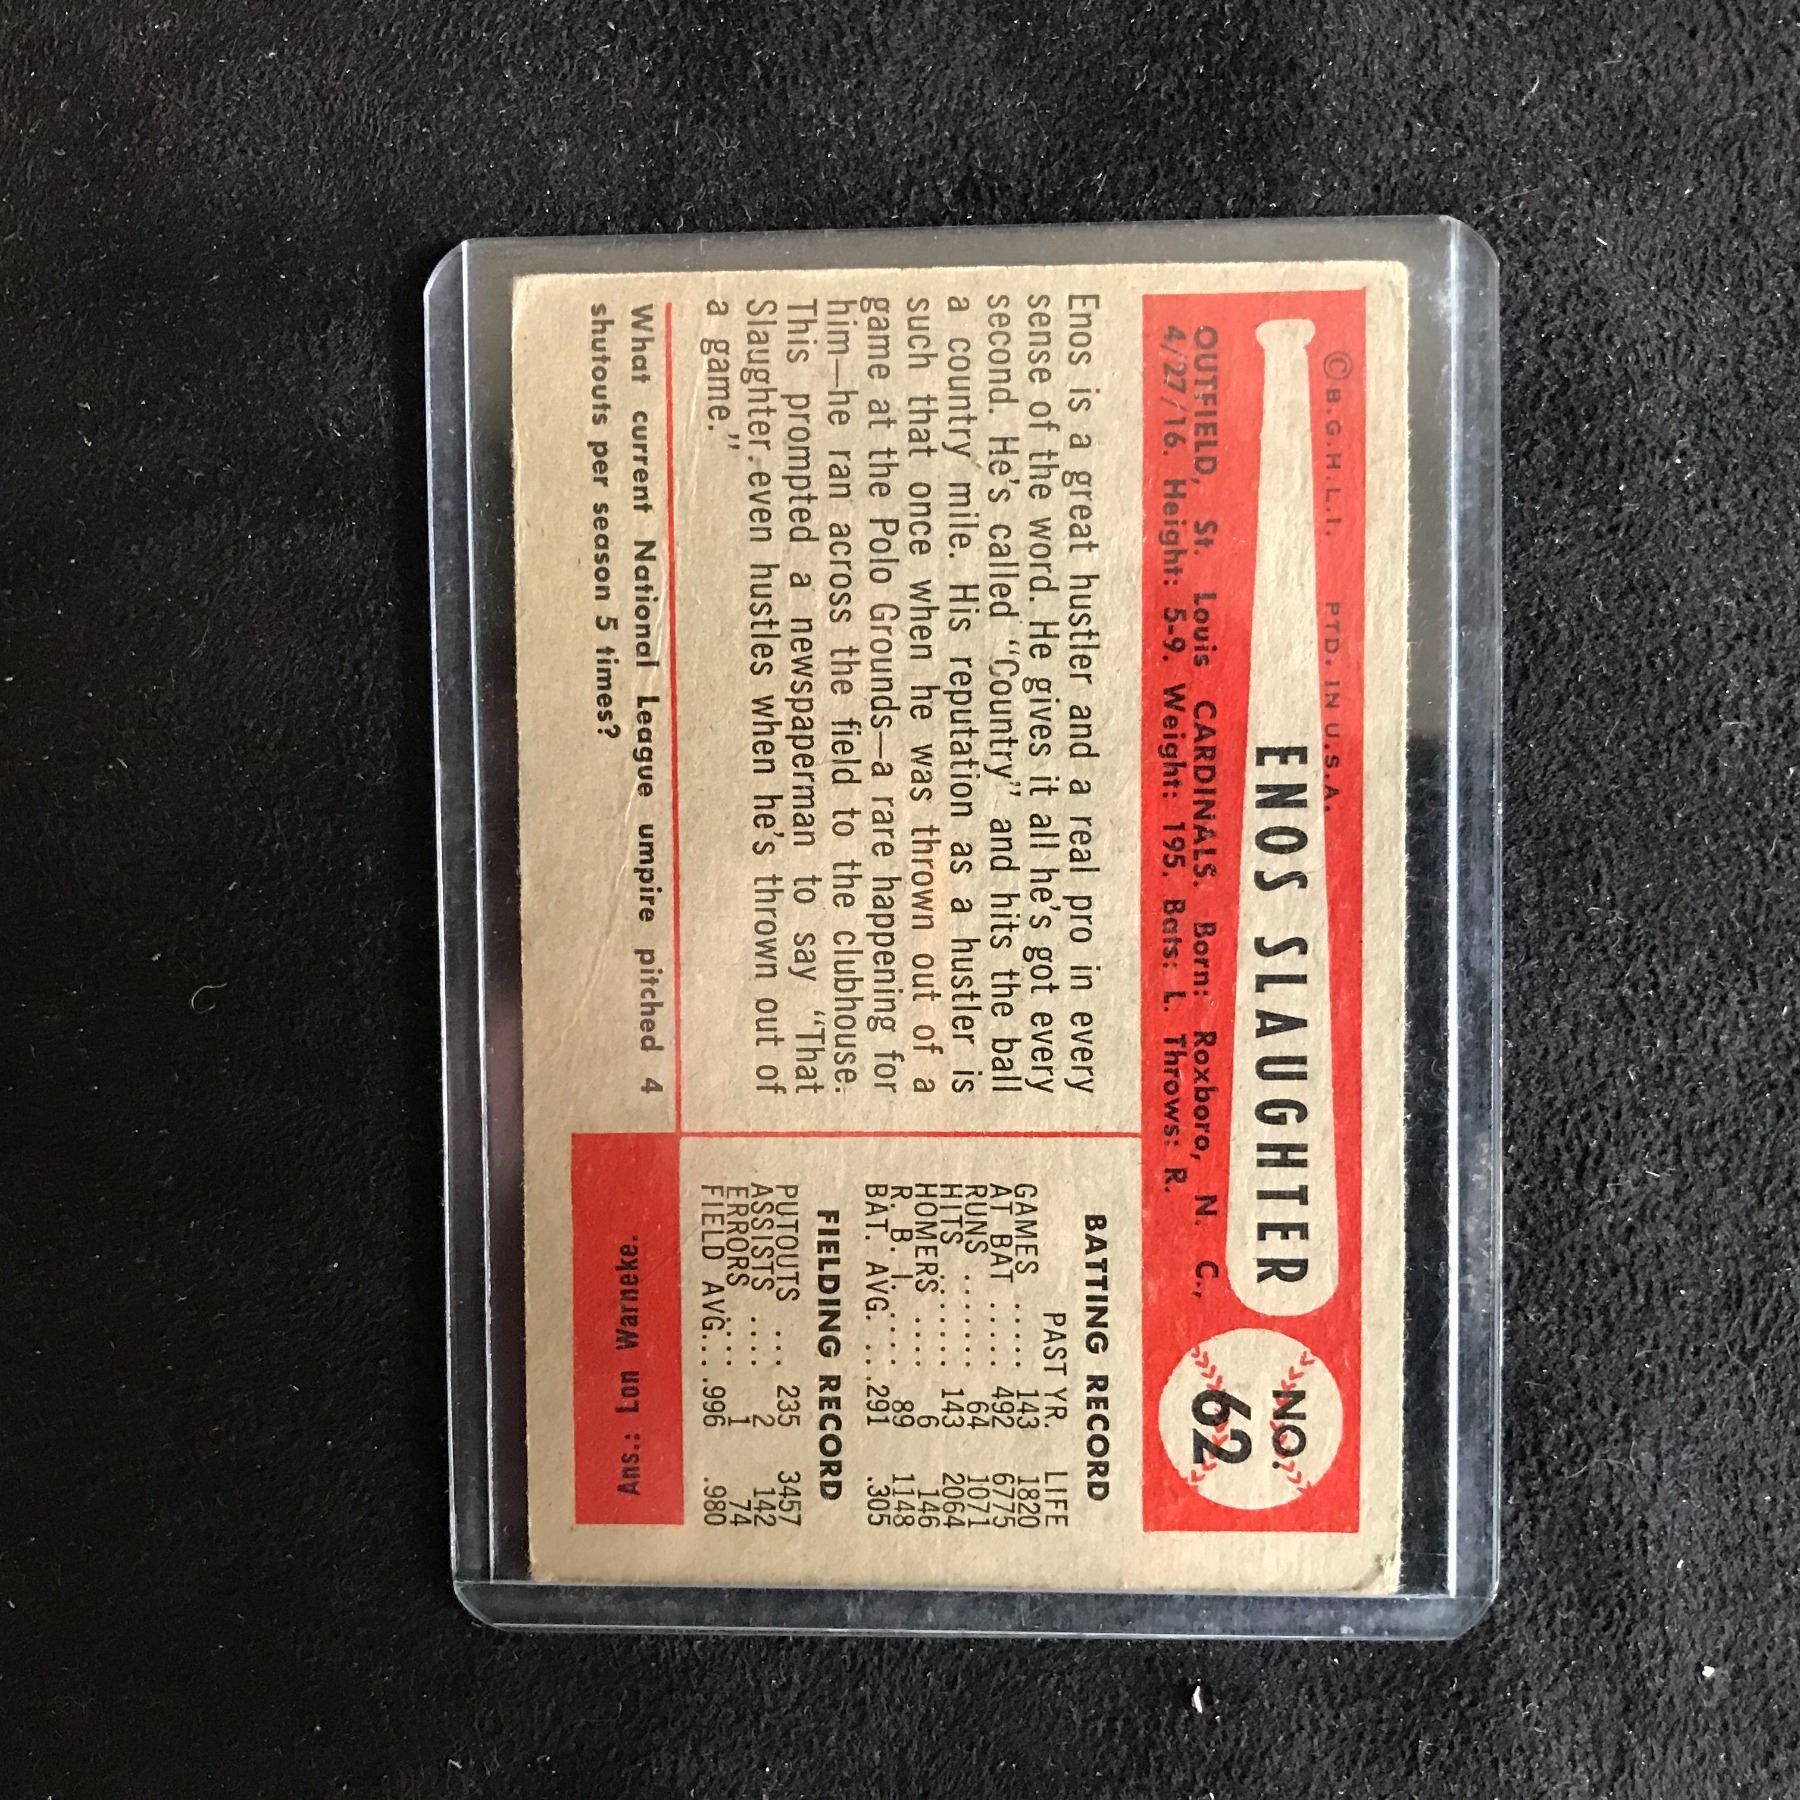 ©B.G.H.L.I. PTD. IN U.S.A.
ENOS SLAUGHTER
NO.
62
OUTFIELD, St. Louis CARDINALS. Born: Roxboro, N. C.,
4/27/16. Height: 5-9. Weight: 195. Bats: L. Throws: R.
Enos is a great hustler and a real pro in every
sense of the word. He gives it all he's got every
second. He's called "Country" and hits the ball
a country mile. His reputation as a hustler is
such that once when he was thrown out of a
game at the Polo Grounds—a rare happening for
him—he ran across the field to the clubhouse.
This prompted a newspaperman to say "That
Slaughter even hustles when he's thrown out of
a game."
BATTING RECORD
PAST YR. LIFE
GAMES ..... 143 1820
AT BAT ..... 492 6775
RUNS ....... 64 1071
HITS ....... 143 2064
HOMERS ..... 6 146
R. B. I. ..... 89 1148
BAT. AVG. ... .291 .305
FIELDING RECORD
PUTOUTS ... 235 3457
ASSISTS .... 2 142
ERRORS .... 1 74
FIELD AVG... .996 .980
What current National League umpire pitched 4
shutouts per season 5 times?
Ans.: Lon Warneke.